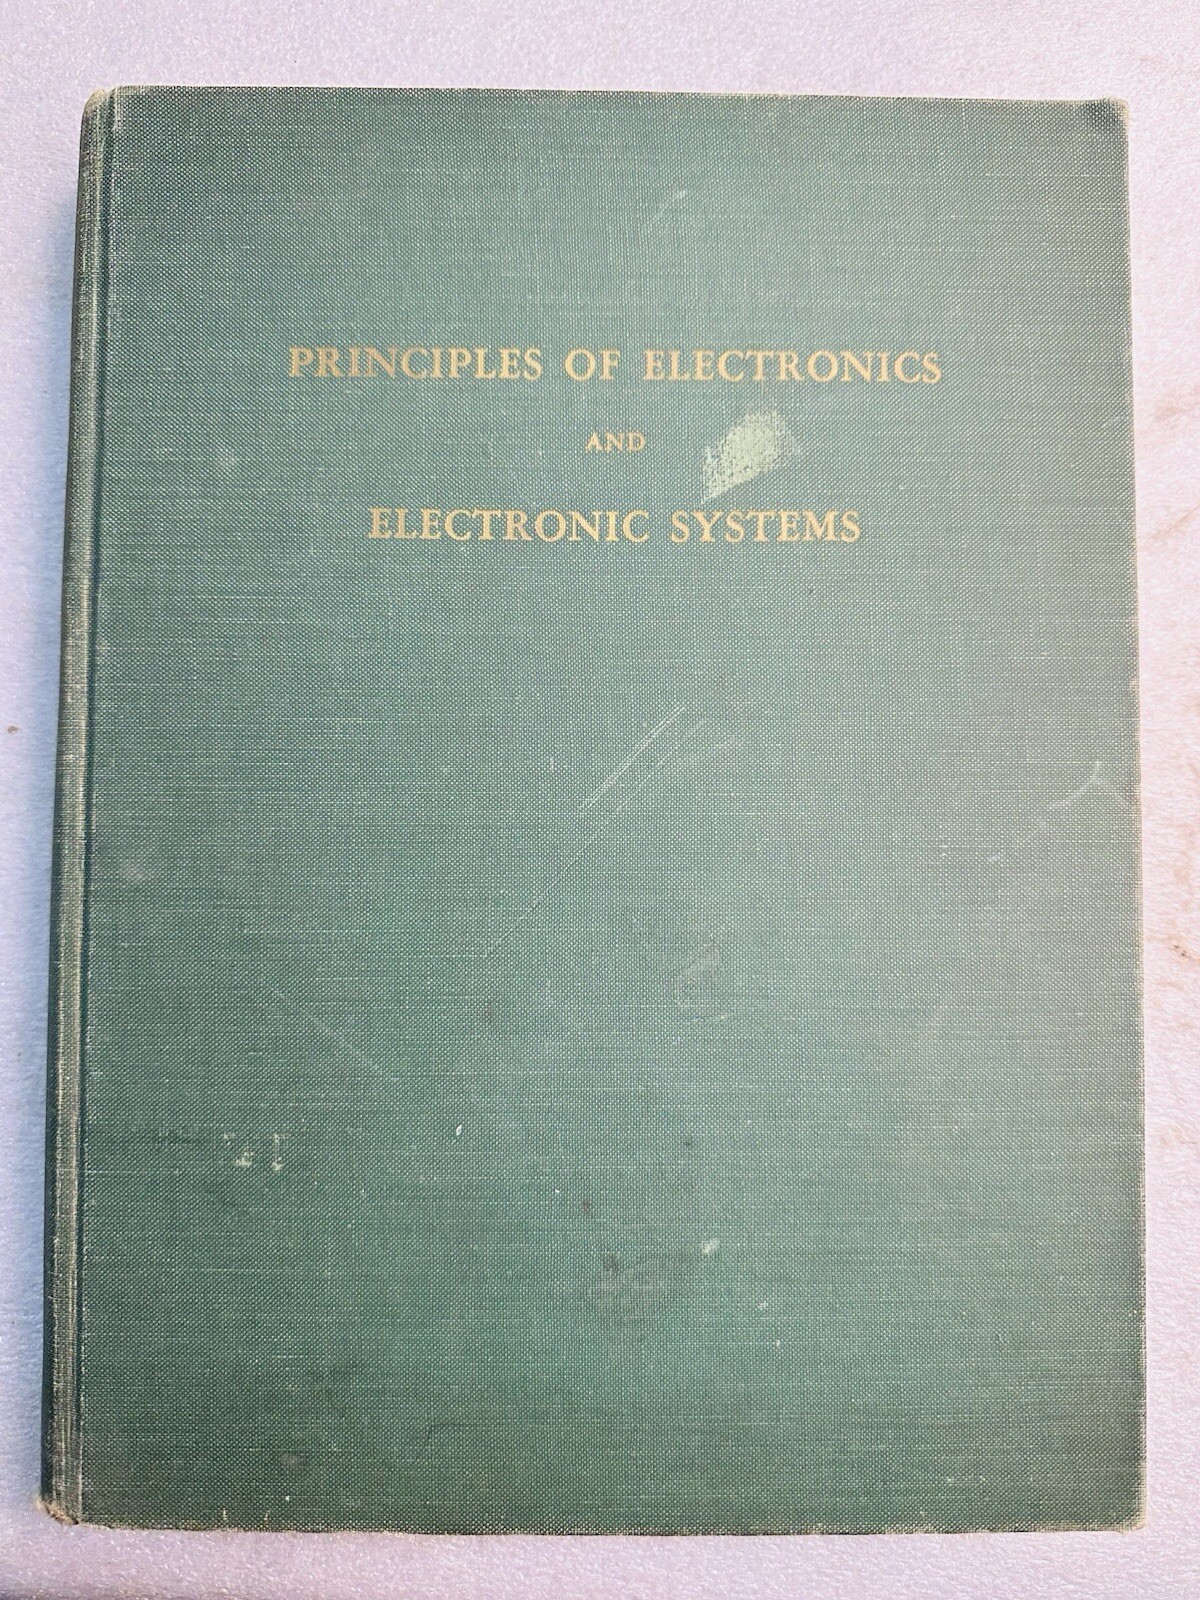 PRINCIPLES OF ELECTRONICS
AND
ELECTRONIC SYSTEMS